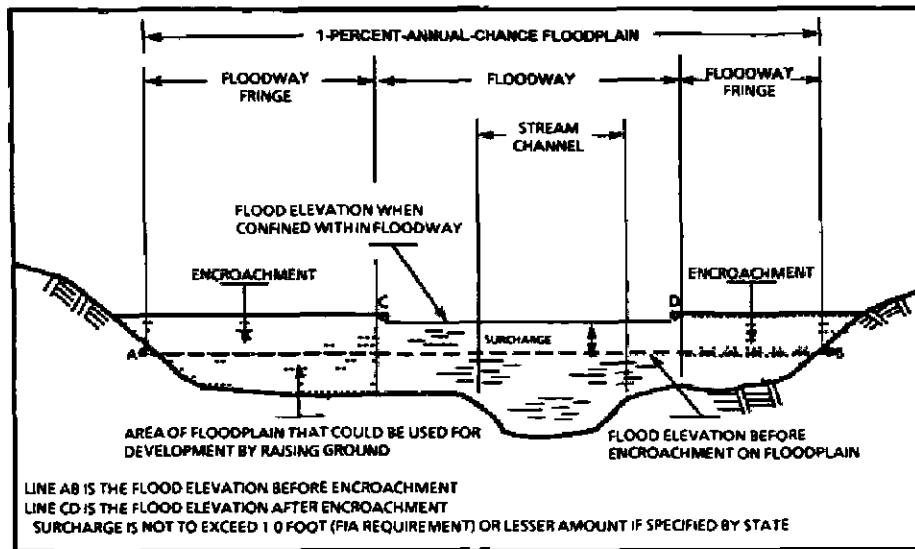 1-PERCENT-ANNUAL-CHANCE FLOODPLAIN
FLOODWAY
FRINGE
FLOODWAY
FLOODWAY
FRINGE
STREAM
CHANNEL
FLOOD ELEVATION WHEN
CONFINED WITHIN FLOODWAY
ENCROACHMENT
ENCROACHMENT
C
D
SURCHARGE
A
B
AREA OF FLOODPLAIN THAT COULD BE USED FOR
DEVELOPMENT BY RAISING GROUND
FLOOD ELEVATION BEFORE
ENCROACHMENT ON FLOODPLAIN
LINE AB IS THE FLOOD ELEVATION BEFORE ENCROACHMENT
LINE CD IS THE FLOOD ELEVATION AFTER ENCROACHMENT
SURCHARGE IS NOT TO EXCEED 1 0 FOOT (FIA REQUIREMENT) OR LESSER AMOUNT IF SPECIFIED BY STATE